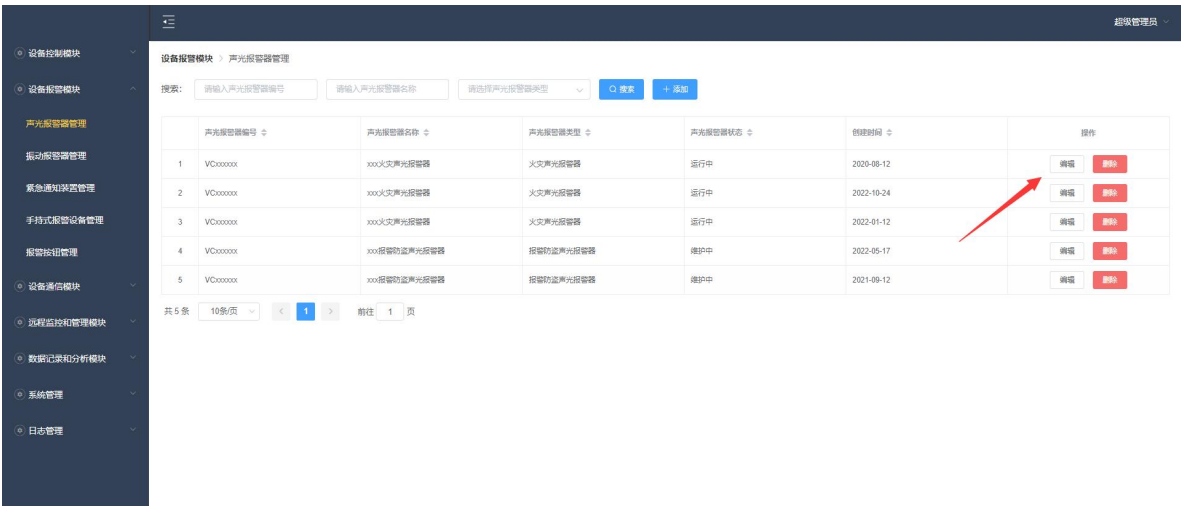 超级管理员
设备控制模块
设备报警模块
声光报警器管理
振动报警器管理
紧急通知装置管理
手持式报警设备管理
报警按钮管理
设备通信模块
远程监控和管理模块
数据记录和分析模块
系统管理
日志管理
设备报警模块 > 声光报警器管理
搜索: 请输入声光报警器编号 请输入声光报警器名称 请选择声光报警器类型 搜索 + 添加
声光报警器编号 声光报警器名称 声光报警器类型 声光报警器状态 创建时间 操作
1 VCxxxxxx xxx火灾声光报警器 火灾声光报警器 运行中 2020-08-12 编辑 删除
2 VCxxxxxx xxx火灾声光报警器 火灾声光报警器 运行中 2022-10-24 编辑 删除
3 VCxxxxxx xxx火灾声光报警器 火灾声光报警器 运行中 2022-01-12 编辑 删除
4 VCxxxxxx xxx报警防盗声光报警器 报警防盗声光报警器 维护中 2022-05-17 编辑 删除
5 VCxxxxxx xxx报警防盗声光报警器 报警防盗声光报警器 维护中 2021-09-12 编辑 删除
共 5 条 10条/页 < 1 > 前往 1 页